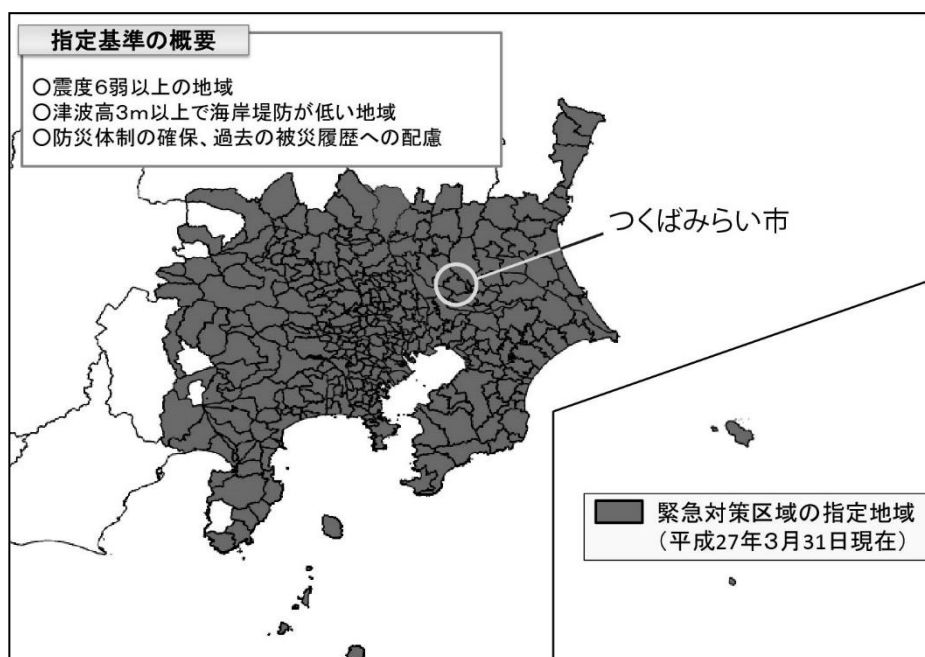 指定基準の概要
○震度６弱以上の地域
○津波高３ｍ以上で海岸堤防が低い地域
○防災体制の確保、過去の被災履歴への配慮
つくばみらい市
緊急対策区域の指定地域
（平成27年３月31日現在）